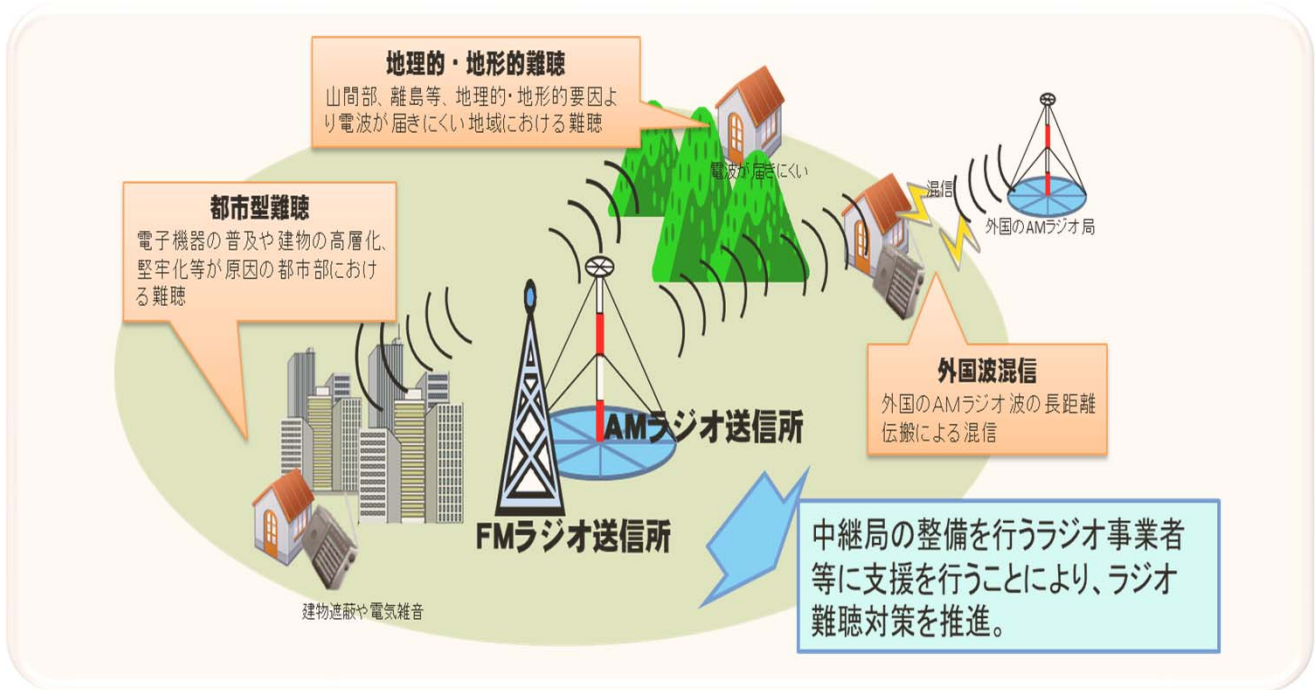 地理的・地形的難聴
山間部、離島等、地理的・地形的要因よ
り電波が届きにくい地域における難聴
電波が届きにくい
混信
外国のAMラジオ局
都市型難聴
電子機器の普及や建物の高層化、
堅牢化等が原因の都市部におけ
る難聴
外国波混信
外国のAMラジオ波の長距離
伝搬による混信
AMラジオ送信所
FMラジオ送信所
建物遮蔽や電気雑音
中継局の整備を行うラジオ事業者
等に支援を行うことにより、ラジオ
難聴対策を推進。